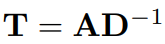 T = AD⁻¹